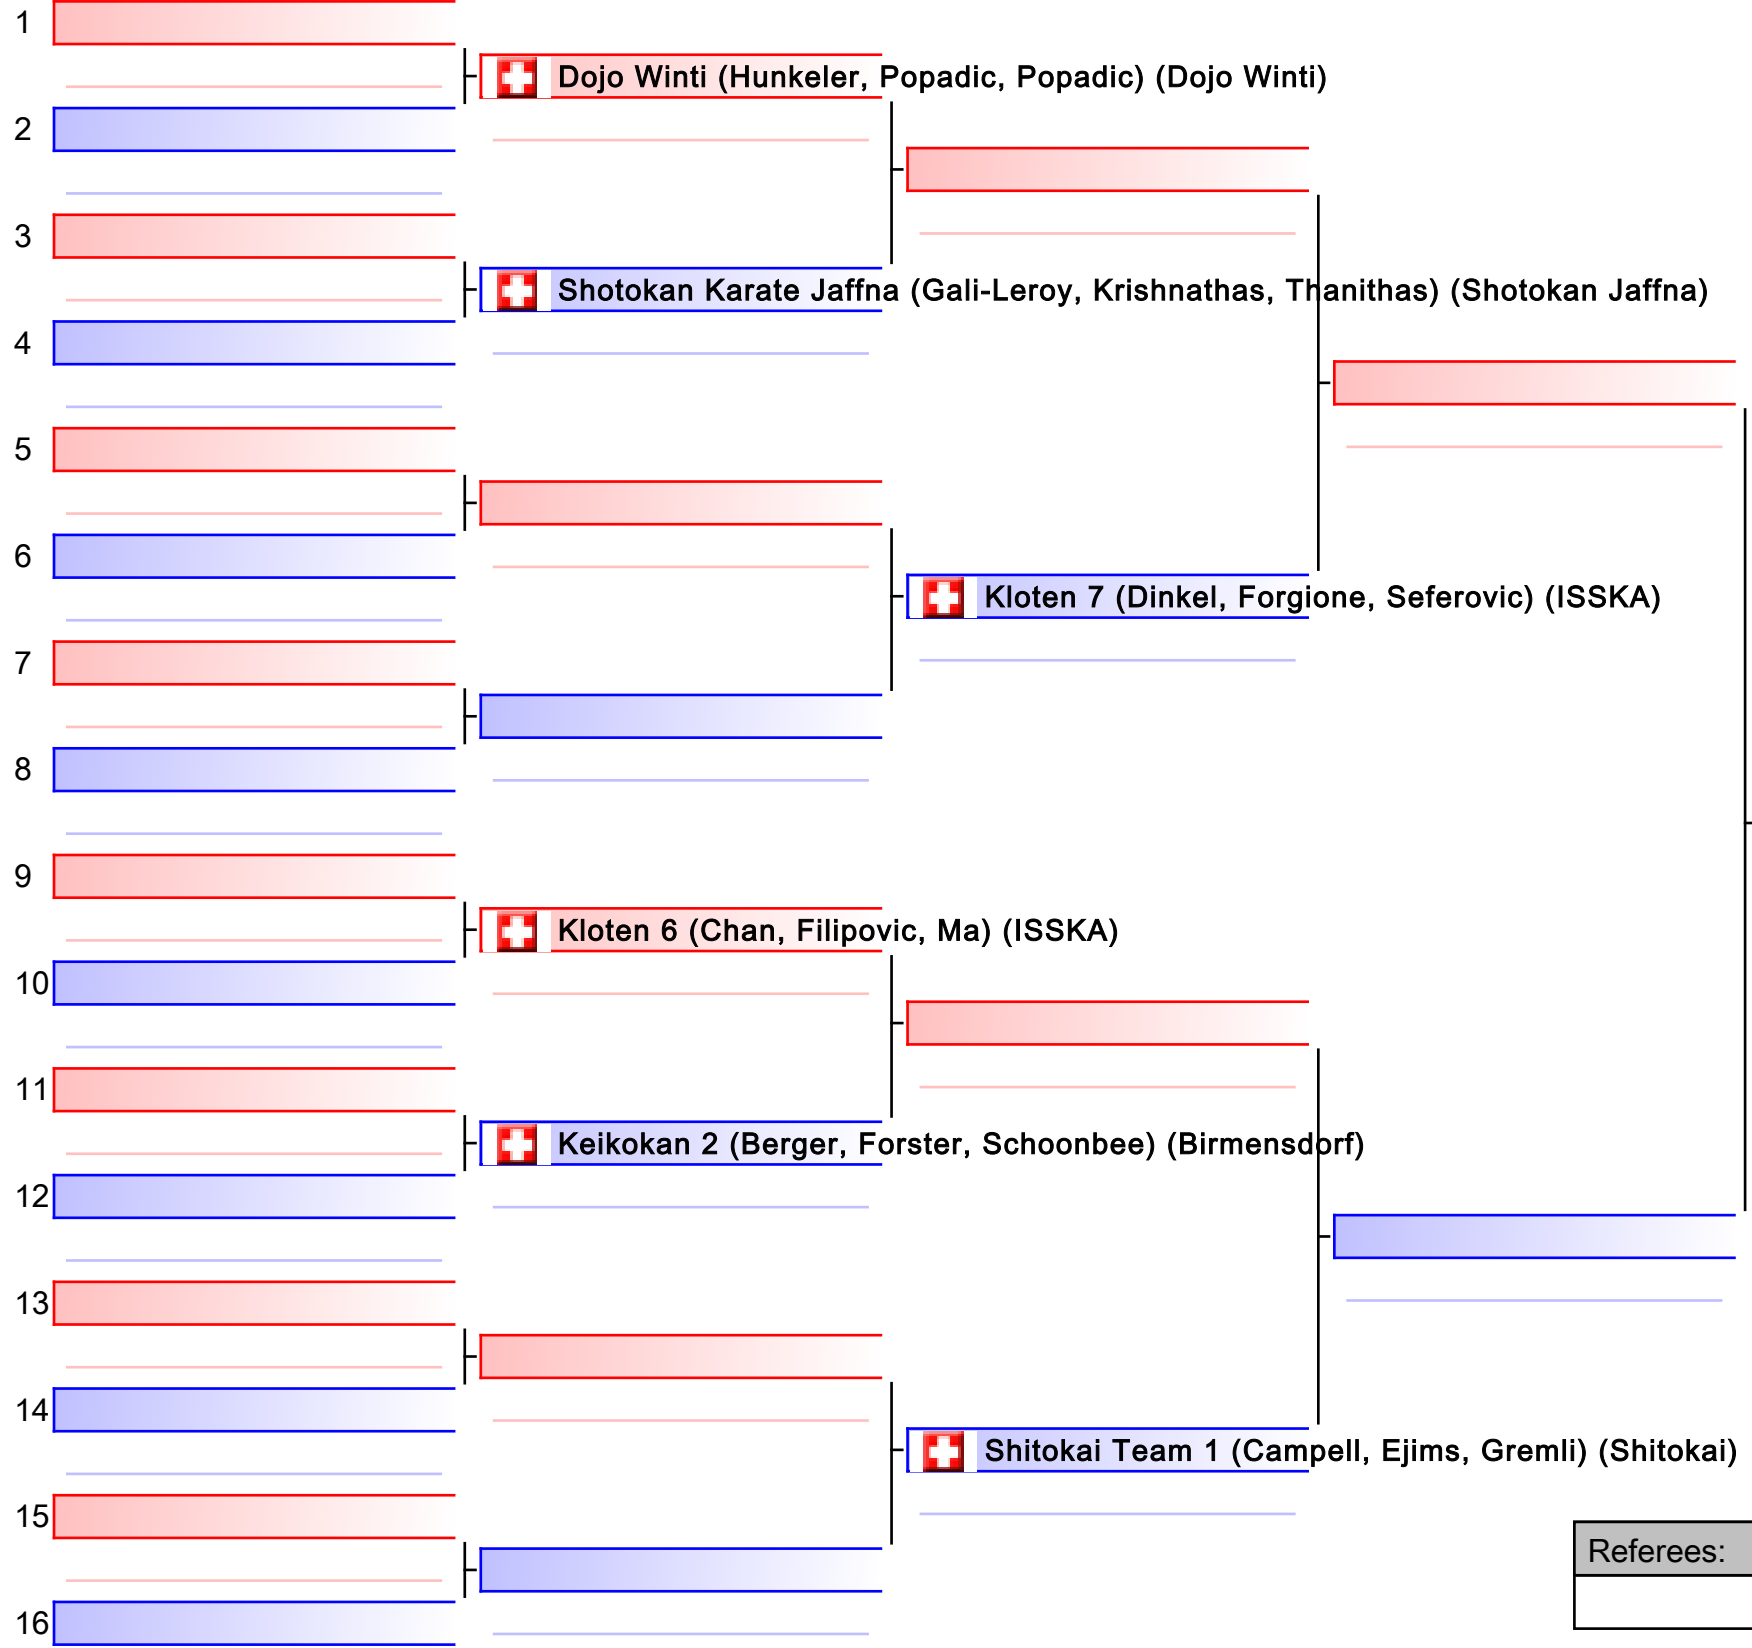 1
Dojo Winti (Hunkeler, Popadic, Popadic) (Dojo Winti)
2
3
Shotokan Karate Jaffna (Gali-Leroy, Krishnathas, Thanithas) (Shotokan Jaffna)
4
5
6
Kloten 7 (Dinkel, Forgione, Seferovic) (ISSKA)
7
8
9
Kloten 6 (Chan, Filipovic, Ma) (ISSKA)
10
11
Keikokan 2 (Berger, Forster, Schoonbee) (Birmensdorf)
12
13
14
Shitokai Team 1 (Campell, Ejims, Gremli) (Shitokai)
15
Referees:
16